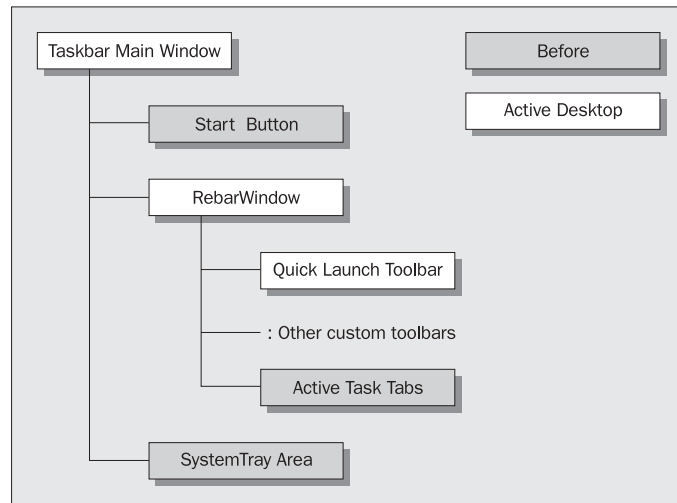 Taskbar Main Window
Before
Active Desktop
Start Button
RebarWindow
Quick Launch Toolbar
: Other custom toolbars
Active Task Tabs
SystemTray Area